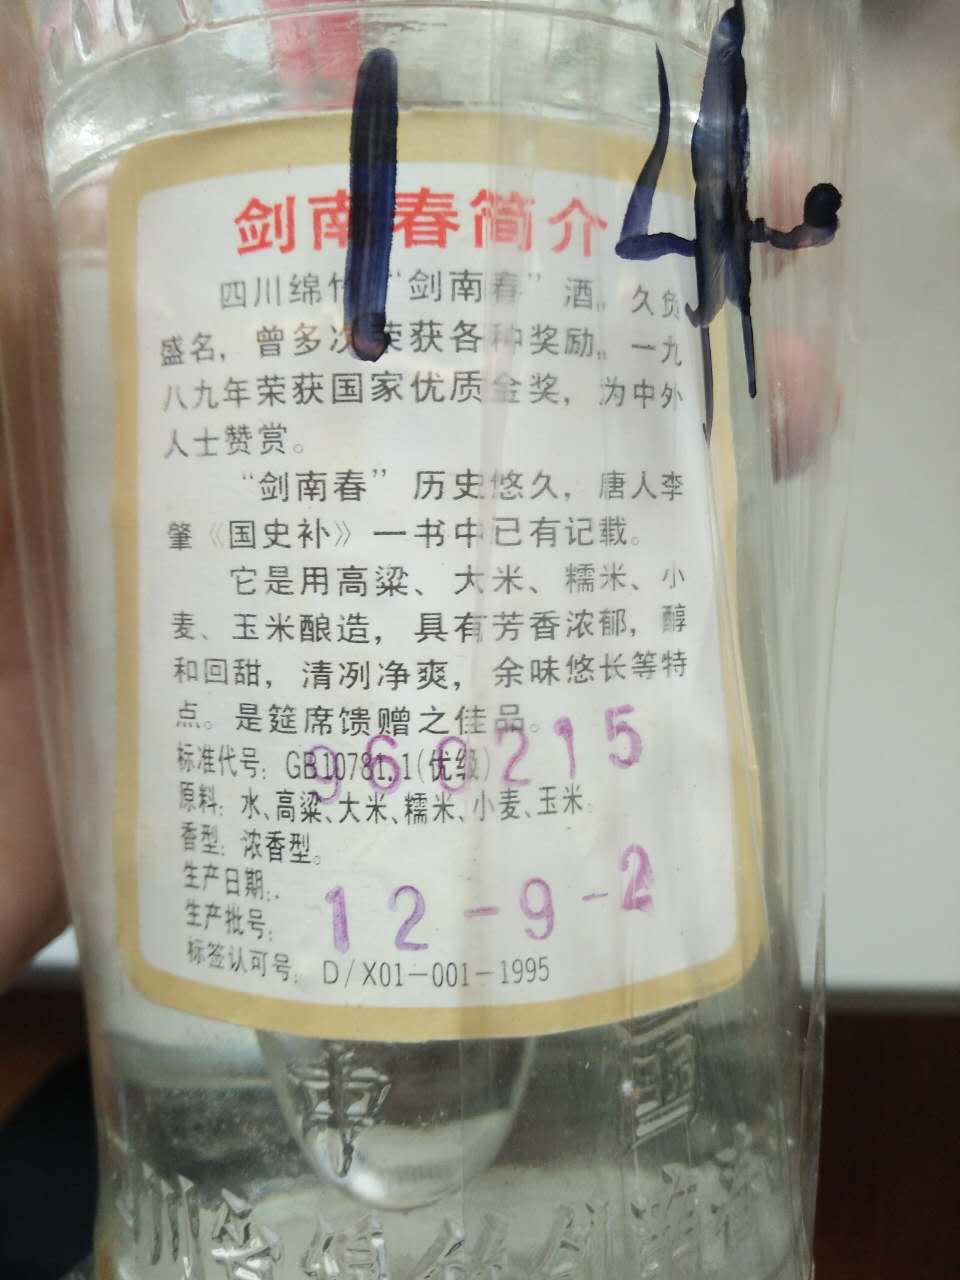 14
剑南春简介
四川绵竹“剑南春”酒。久负
盛名，曾多次荣获各种奖励。一九
八九年荣获国家优质金奖，为中外
人士赞赏。
“剑南春”历史悠久，唐人李
肇《国史补》一书中已有记载。
它是用高粱、大米、糯米、小
麦、玉米酿造，具有芳香浓郁，醇
和回甜，清冽净爽，余味悠长等特
点。是筵席馈赠之佳品。
960215
标准代号：GB10781.1(优级)
原料：水、高粱、大米、糯米、小麦、玉米
香型：浓香型。
生产日期：
生产批号：12-9-2
标签认可号：D/X01-001-1995
中国